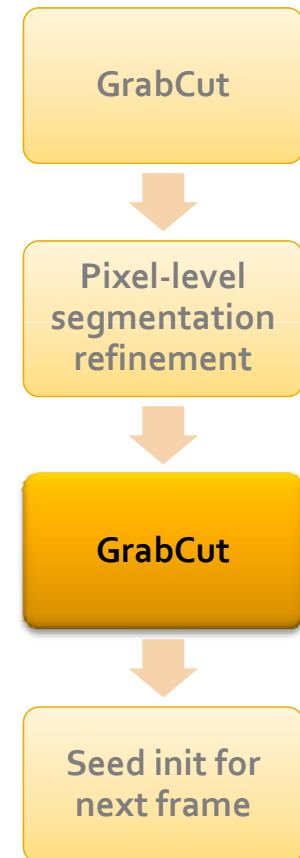 GrabCut
Pixel-level
segmentation
refinement
GrabCut
Seed init for
next frame